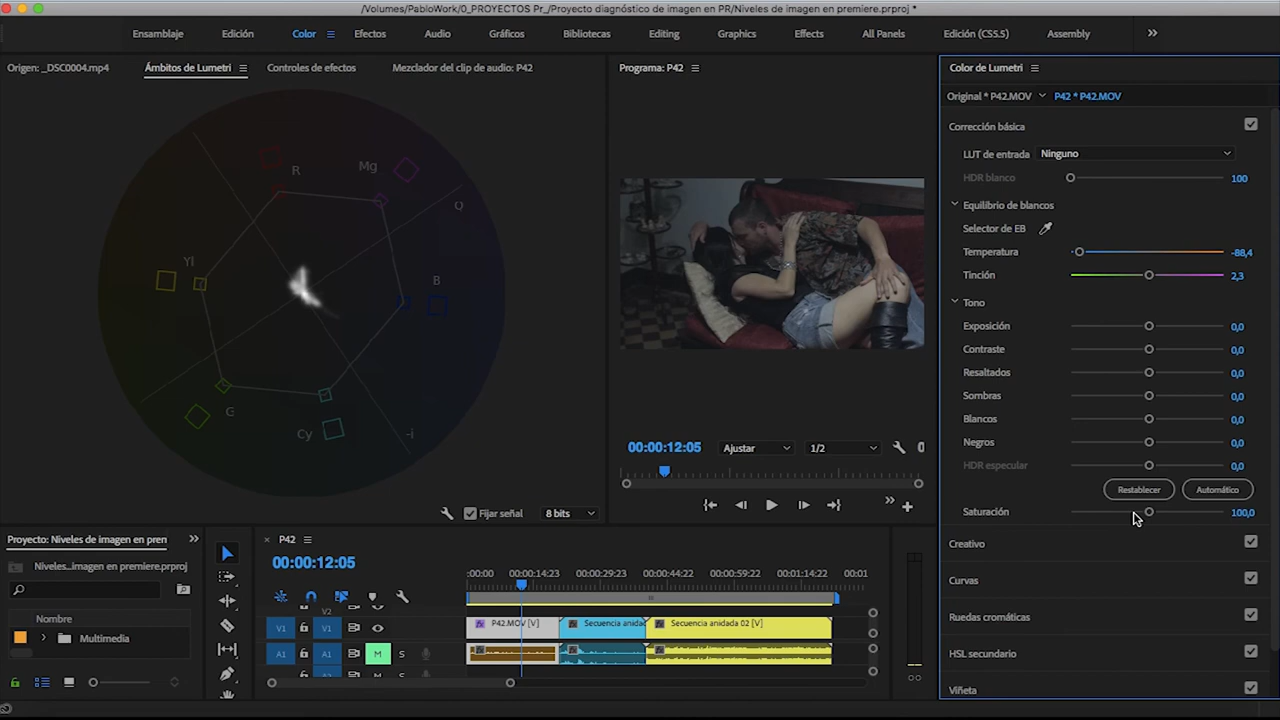 /Volumes/PabloWork/0_PROYECTOS Pr_/Proyecto diagnóstico de imagen en PR/Niveles de imagen en premiere.prproj *
Ensamblaje Edición Color Efectos Audio Gráficos Bibliotecas Editing Graphics Effects All Panels Edición (CS5.5) Assembly
Origen: _DSC0004.mp4 Ámbitos de Lumetri Controles de efectos Mezclador del clip de audio: P42
R
Mg
Q
Yl
B
G
Cy
-i
Fijar señal 8 bits
Programa: P42
00:00:12:05 Ajustar 1/2
Color de Lumetri
Original * P42.MOV P42 * P42.MOV
Corrección básica
LUT de entrada Ninguno
HDR blanco 100
Equilibrio de blancos
Selector de EB
Temperatura -88,4
Tinción 2,3
Tono
Exposición 0,0
Contraste 0,0
Resaltados 0,0
Sombras 0,0
Blancos 0,0
Negros 0,0
HDR especular 0,0
Restablecer Automático
Saturación 100,0
Creativo
Curvas
Ruedas cromáticas
HSL secundario
Viñeta
Proyecto: Niveles de imagen en pren
Niveles...imagen en premiere.prproj
Nombre
Multimedia
P42
00:00:12:05
:00:00 00:00:14:23 00:00:29:23 00:00:44:22 00:00:59:22 00:01:14:22 00:01
V2
V1 V1 P42.MOV [V] Secuencia anida Secuencia anidada 02 [V]
A1 A1 M S
S